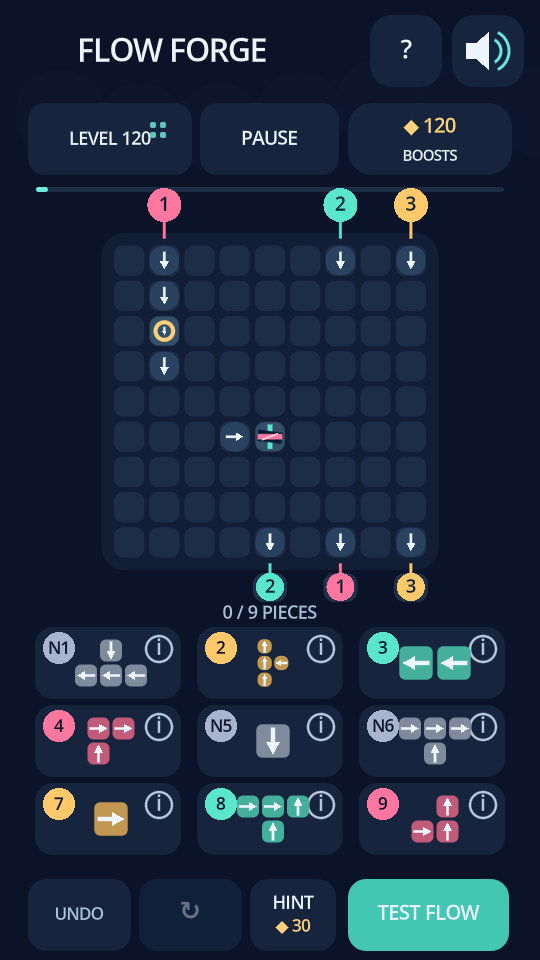 FLOW FORGE
?
LEVEL 120
PAUSE
120
BOOSTS
1
2
3
2
1
3
0 / 9 PIECES
N1
i
2
i
3
i
4
i
N5
i
N6
i
7
i
8
i
9
i
UNDO
↻
HINT
30
TEST FLOW